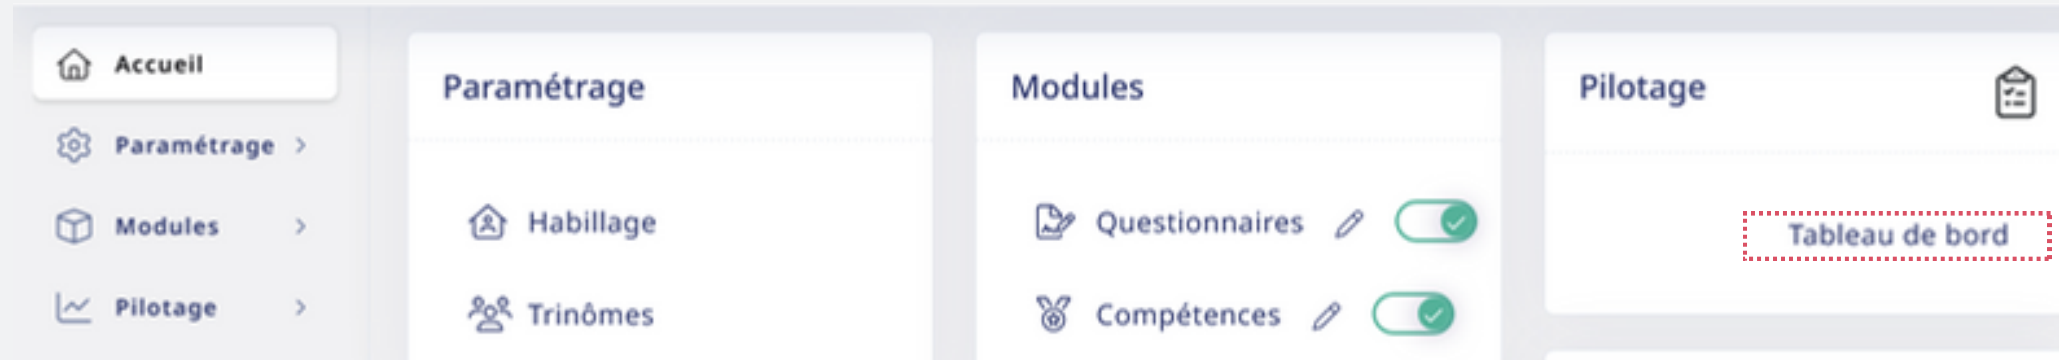 Accueil
Paramétrage
Modules
Pilotage
Paramétrage
Habillage
Trinômes
Modules
Questionnaires
Compétences
Pilotage
Tableau de bord